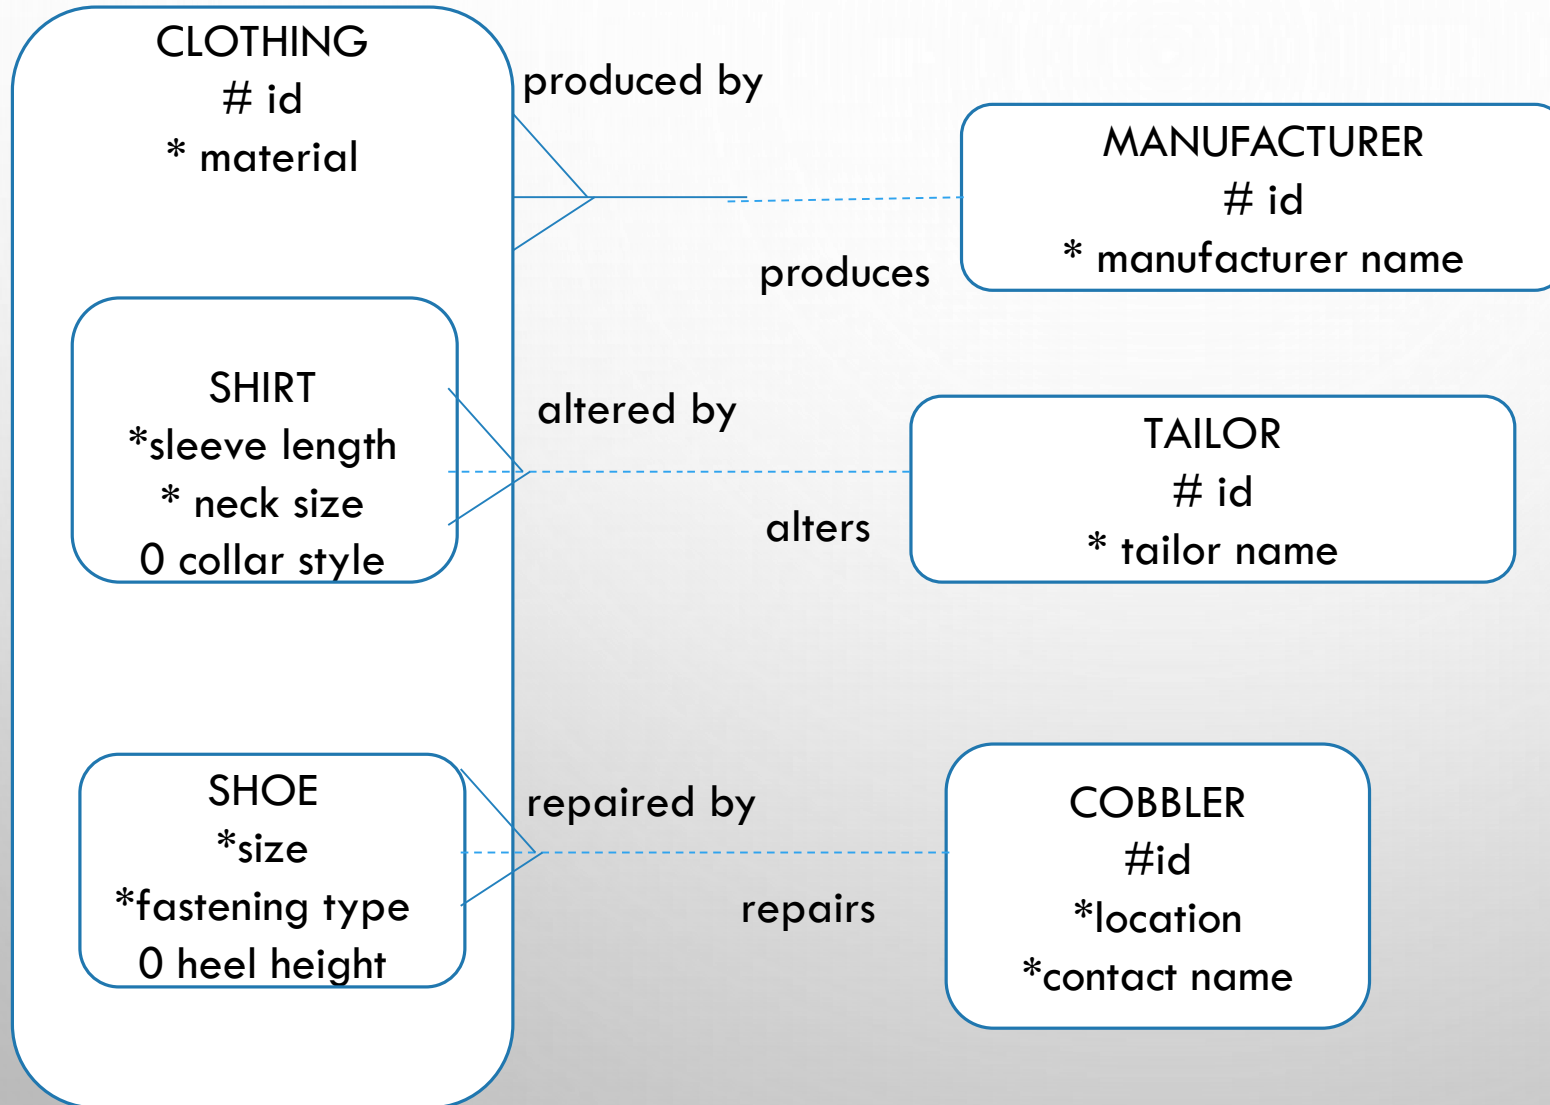 CLOTHING
# id
* material
produced by
MANUFACTURER
# id
* manufacturer name
produces
SHIRT
*sleeve length
* neck size
0 collar style
altered by
alters
TAILOR
# id
* tailor name
SHOE
*size
*fastening type
0 heel height
repaired by
repairs
COBBLER
#id
*location
*contact name